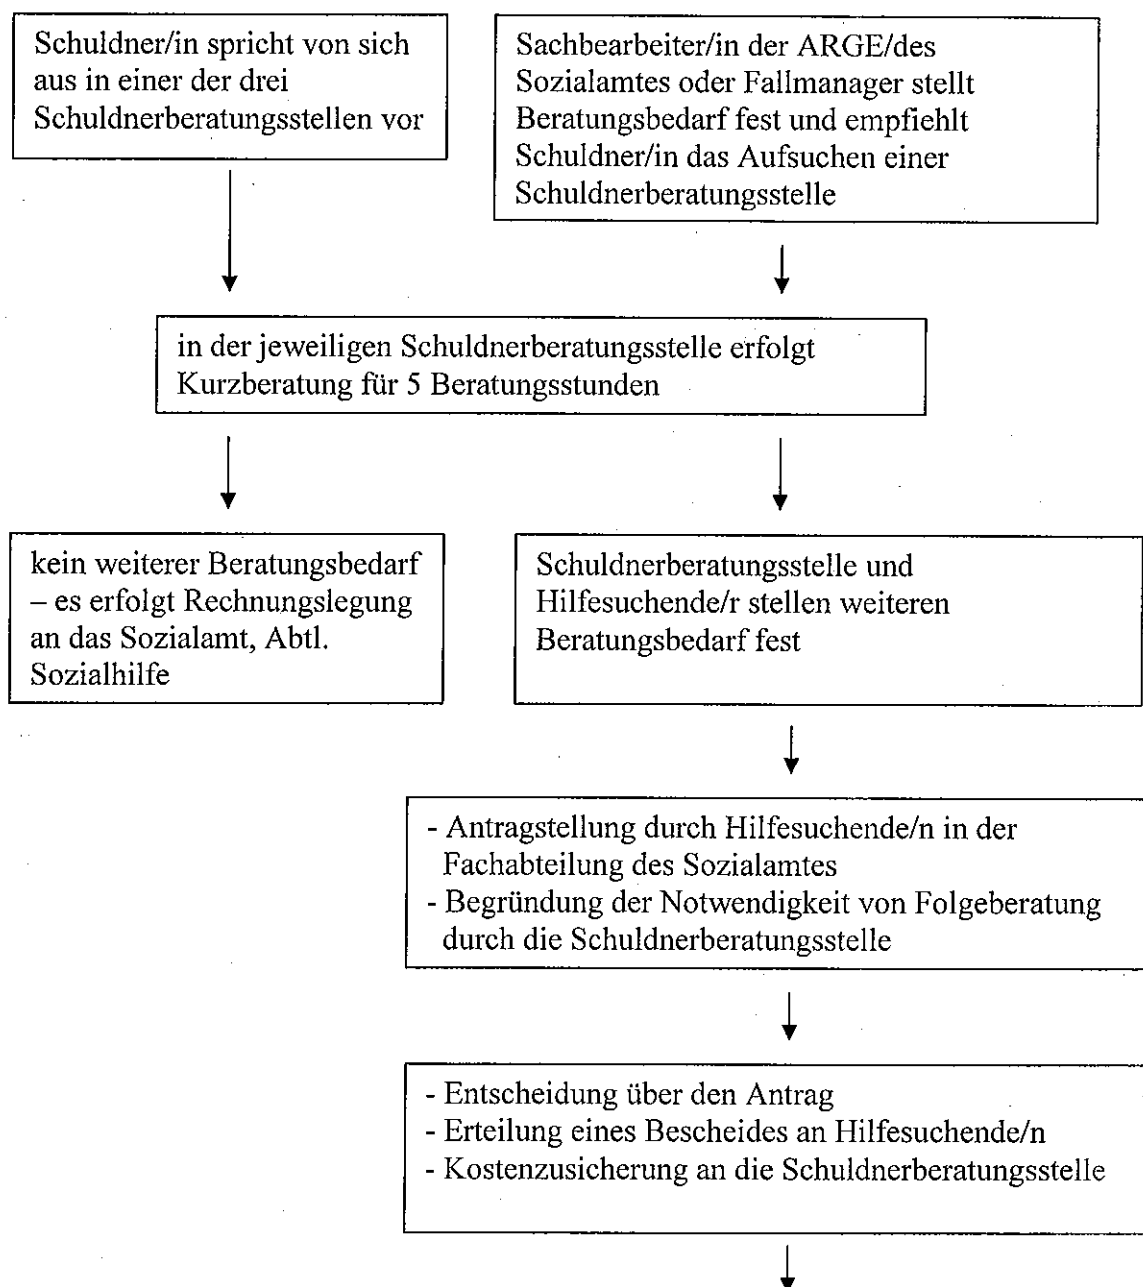 Schuldner/in spricht von sich
aus in einer der drei
Schuldnerberatungsstellen vor
Sachbearbeiter/in der ARGE/des
Sozialamtes oder Fallmanager stellt
Beratungsbedarf fest und empfiehlt
Schuldner/in das Aufsuchen einer
Schuldnerberatungsstelle
in der jeweiligen Schuldnerberatungsstelle erfolgt
Kurzberatung für 5 Beratungsstunden
kein weiterer Beratungsbedarf
– es erfolgt Rechnungslegung
an das Sozialamt, Abtl.
Sozialhilfe
Schuldnerberatungsstelle und
Hilfesuchende/r stellen weiteren
Beratungsbedarf fest
- Antragstellung durch Hilfesuchende/n in der
Fachabteilung des Sozialamtes
- Begründung der Notwendigkeit von Folgeberatung
durch die Schuldnerberatungsstelle
- Entscheidung über den Antrag
- Erteilung eines Bescheides an Hilfesuchende/n
- Kostenzusicherung an die Schuldnerberatungsstelle